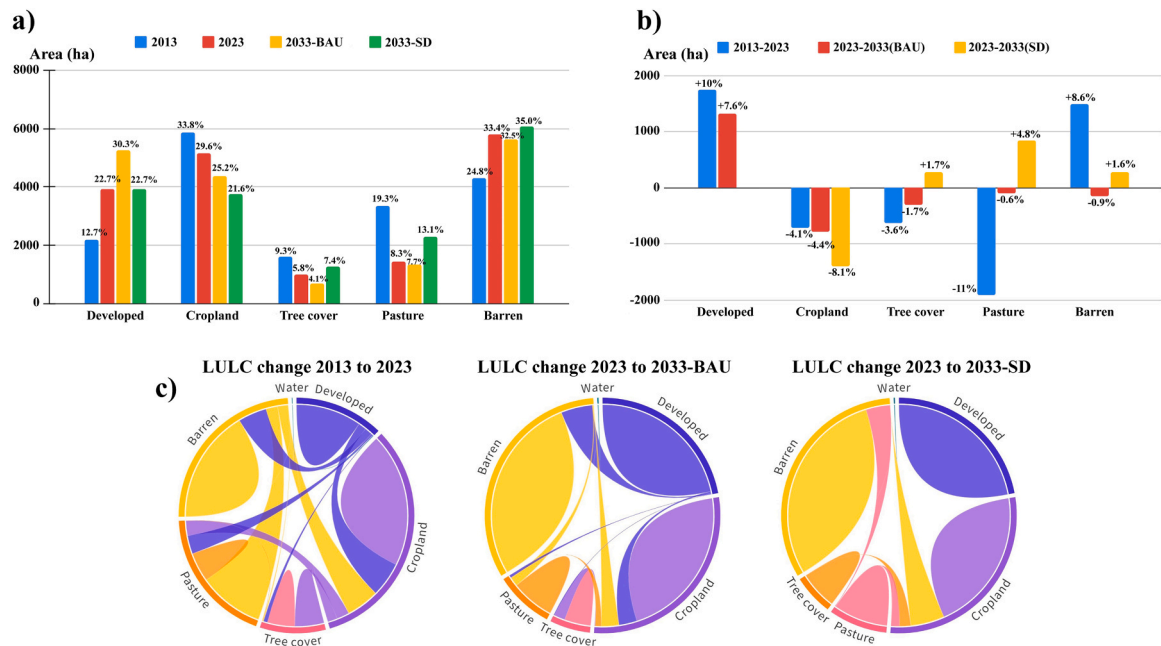 a)
Area (ha)
2013 2023 2033-BAU 2033-SD
8000
6000
4000
2000
0
12.7% 22.7% 30.3% 22.7%
33.8% 29.6% 25.2% 21.6%
9.3% 5.8% 4.1% 7.4%
19.3% 8.3% 7.7% 13.1%
24.8% 33.4% 32.5% 35.0%
Developed Cropland Tree cover Pasture Barren
b)
Area (ha)
2013-2023 2023-2033(BAU) 2023-2033(SD)
2000
1000
0
-1000
-2000
+10% +7.6%
-4.1% -4.4% -8.1%
-3.6% -1.7% +1.7%
-11% -0.6% +4.8%
+8.6% -0.9% +1.6%
Developed Cropland Tree cover Pasture Barren
c)
LULC change 2013 to 2023
Water
Developed
Cropland
Tree cover
Pasture
Barren
LULC change 2023 to 2033-BAU
Water
Developed
Cropland
Tree cover
Pasture
Barren
LULC change 2023 to 2033-SD
Water
Developed
Cropland
Pasture
Tree cover
Barren